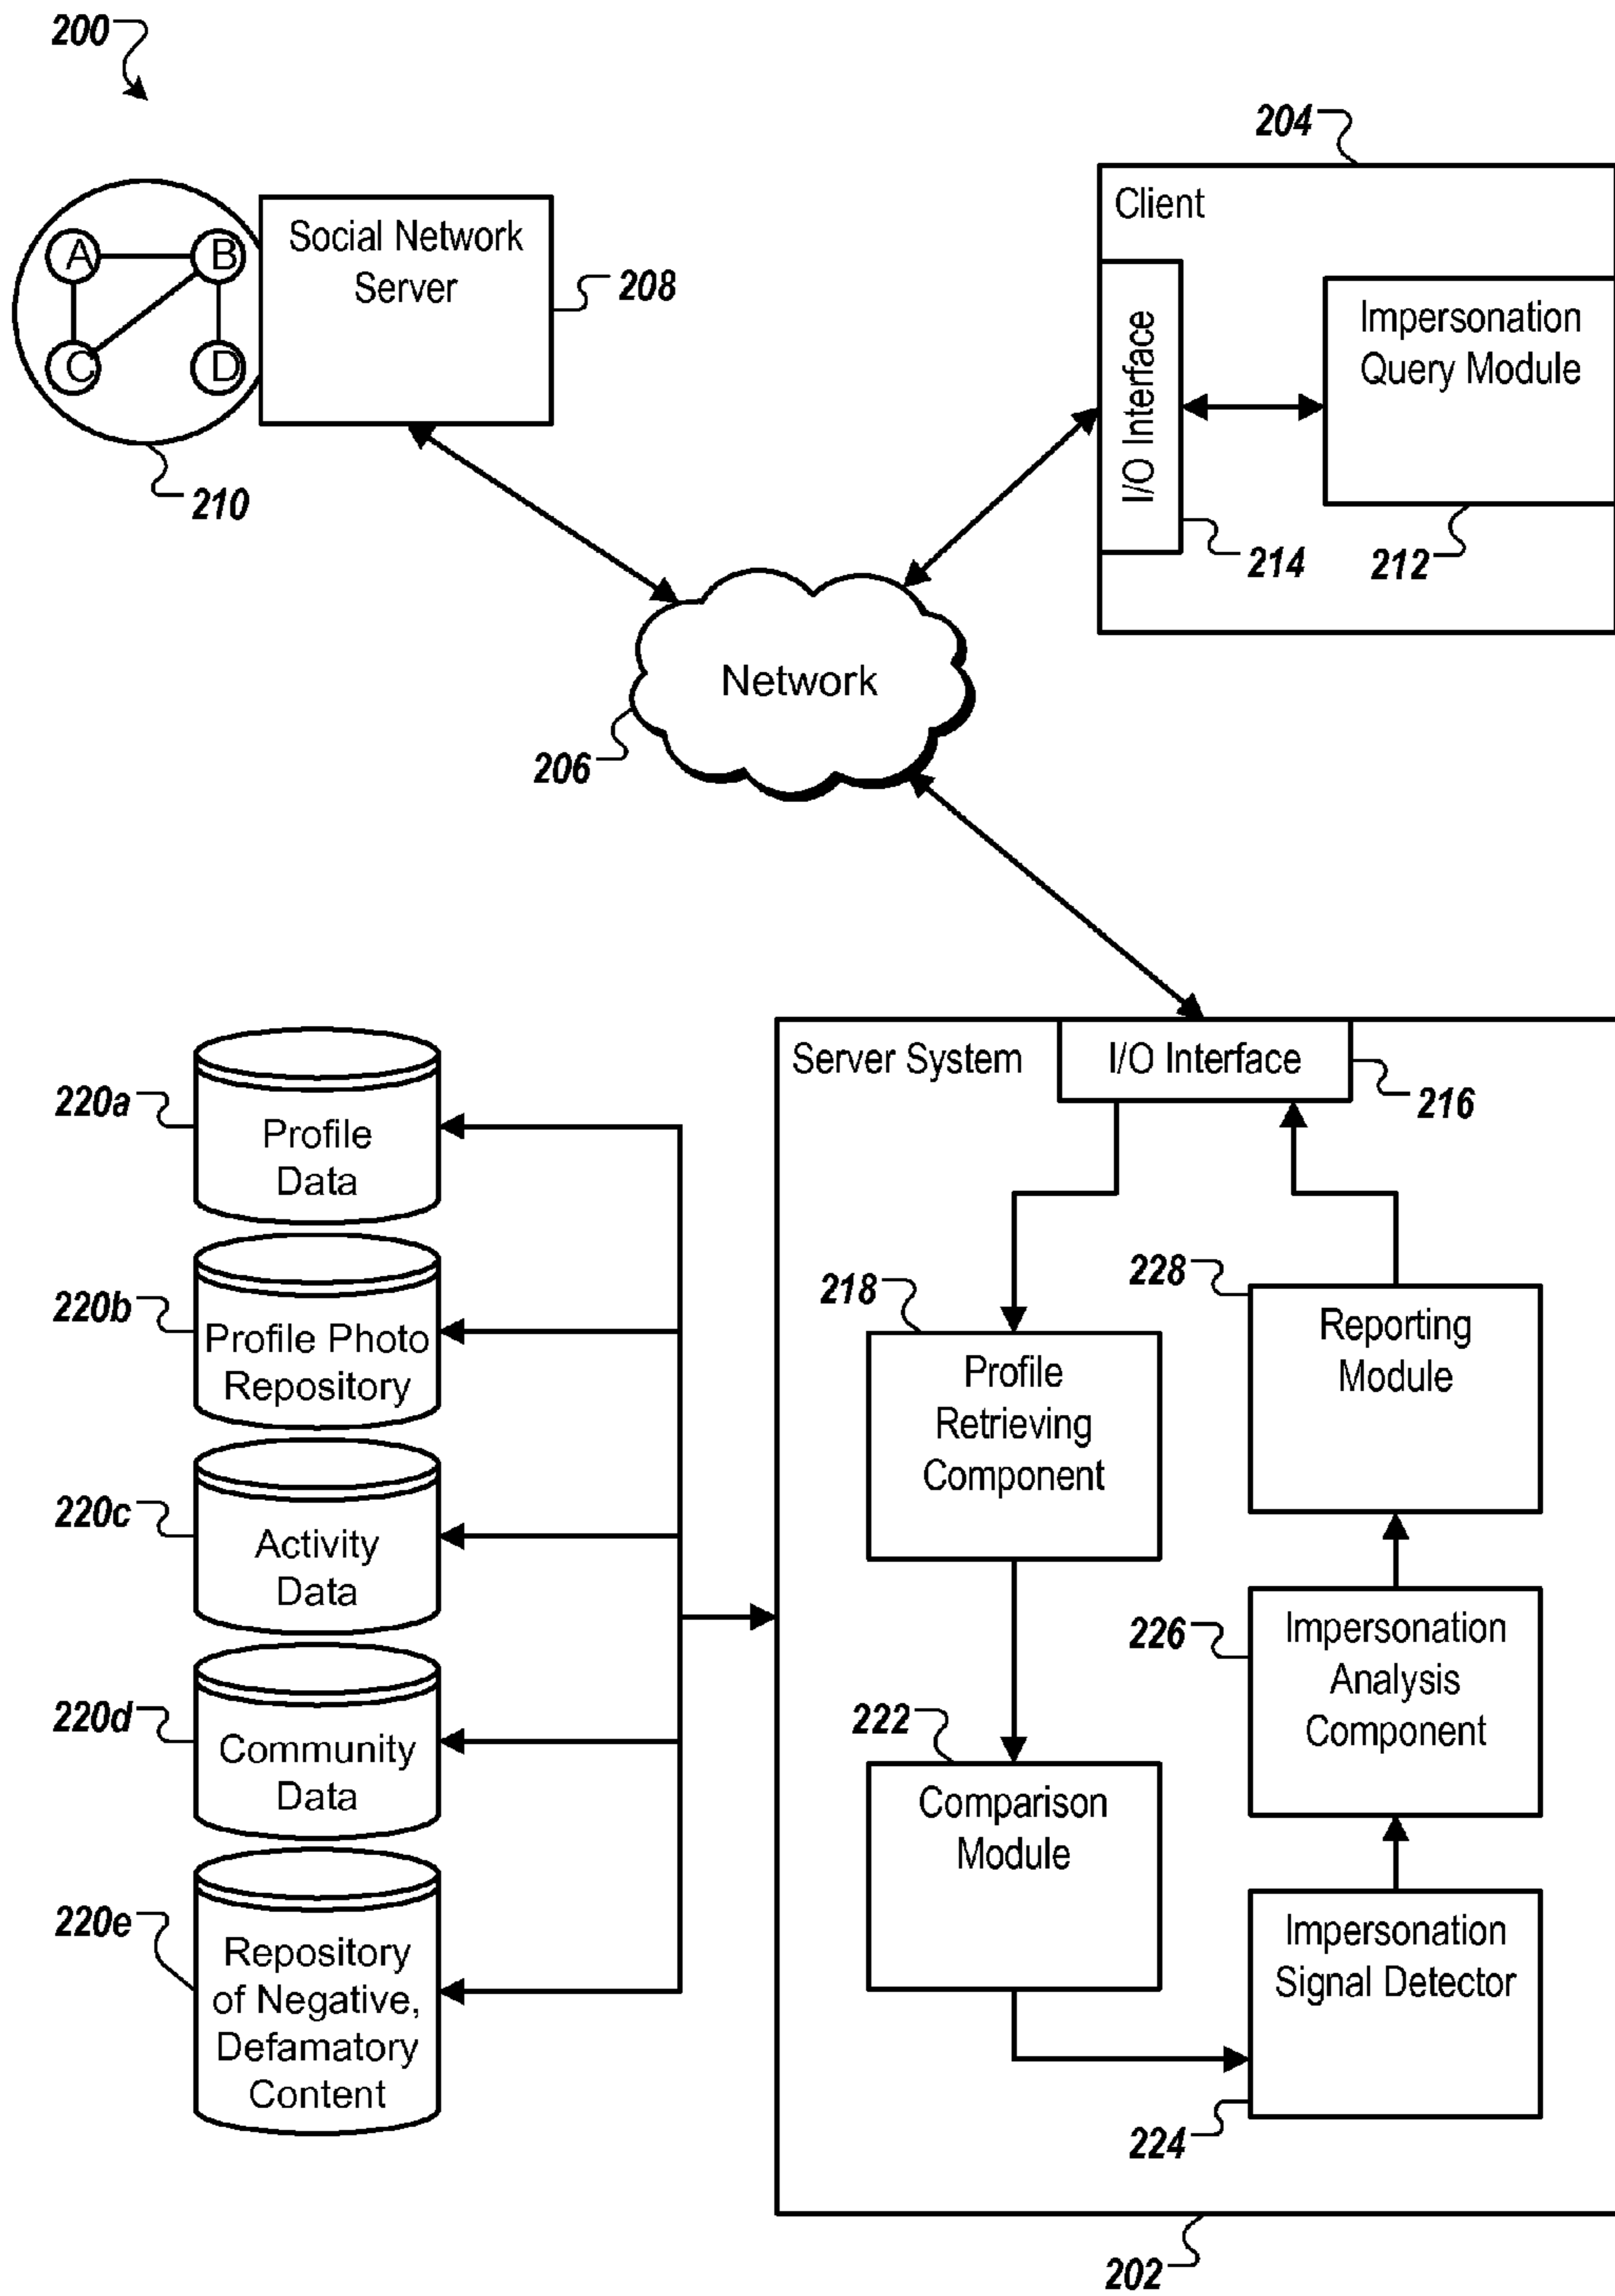 200
204
Client
A
B
C
D
Social Network
Server
208
210
I/O Interface
Impersonation
Query Module
214
212
Network
206
Server System
I/O Interface
216
220a
Profile
Data
220b
Profile Photo
Repository
220c
Activity
Data
220d
Community
Data
220e
Repository
of Negative,
Defamatory
Content
218
Profile
Retrieving
Component
228
Reporting
Module
222
Comparison
Module
226
Impersonation
Analysis
Component
Impersonation
Signal Detector
224
202